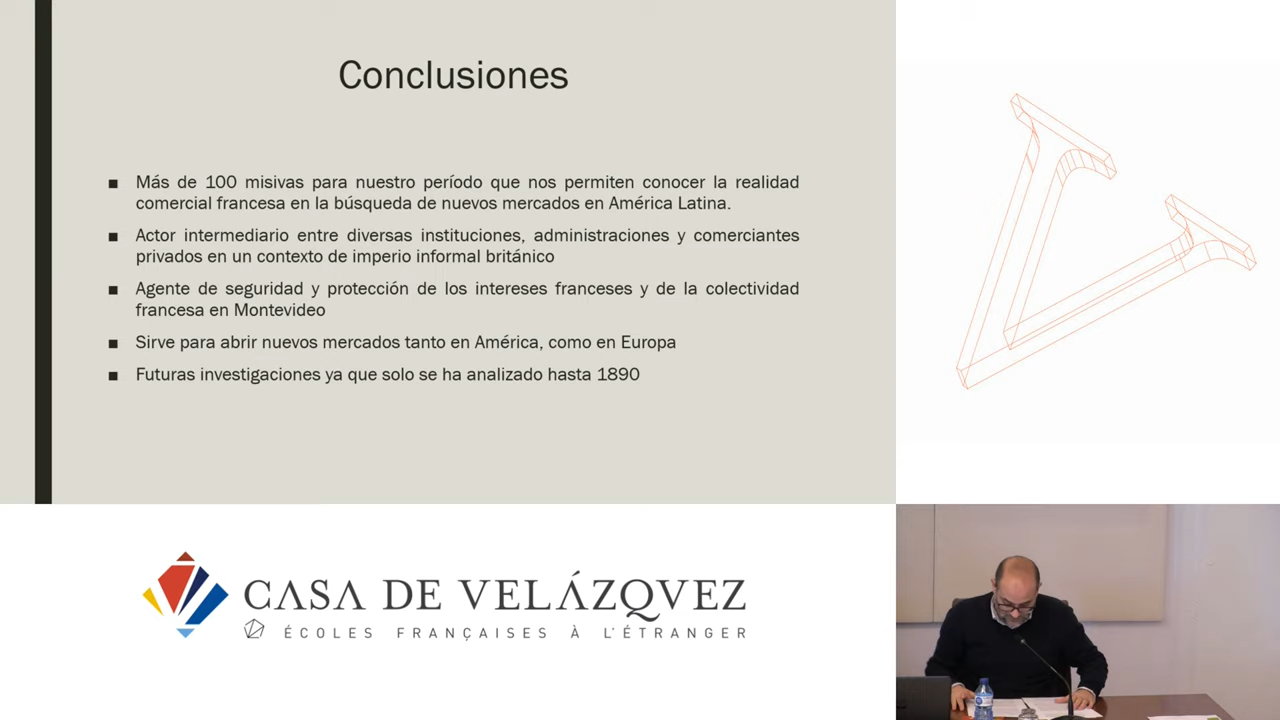 Conclusiones
■ Más de 100 misivas para nuestro período que nos permiten conocer la realidad
comercial francesa en la búsqueda de nuevos mercados en América Latina.
■ Actor intermediario entre diversas instituciones, administraciones y comerciantes
privados en un contexto de imperio informal británico
■ Agente de seguridad y protección de los intereses franceses y de la colectividad
francesa en Montevideo
■ Sirve para abrir nuevos mercados tanto en América, como en Europa
■ Futuras investigaciones ya que solo se ha analizado hasta 1890
CASA DE VELÁZQVEZ
ÉCOLES FRANÇAISES À L'ÉTRANGER